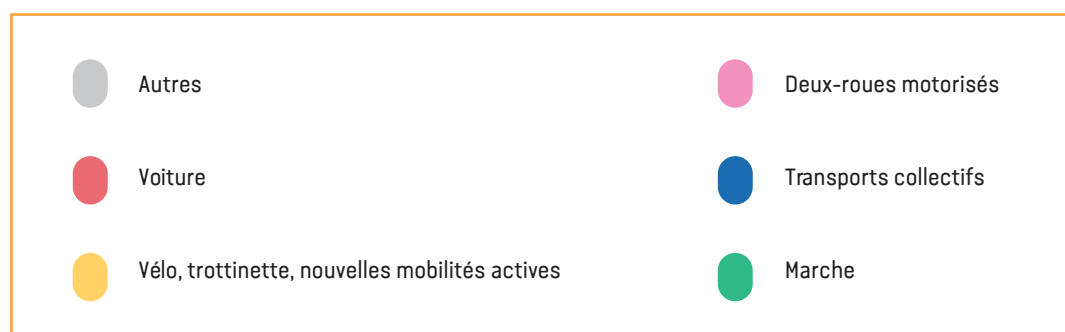 Autres
Deux-roues motorisés
Voiture
Transports collectifs
Vélo, trottinette, nouvelles mobilités actives
Marche